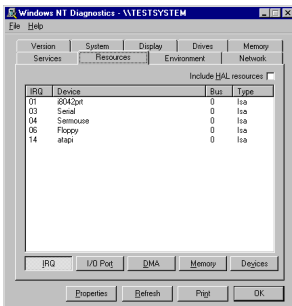 Windows NT Diagnostics - \\TESTSYSTEM
File Help
Version System Display Drives Memory
Services Resources Environment Network
Include HAL resources
IRQ Device Bus Type
01 i8042prt 0 Isa
03 Serial 0 Isa
04 Sermouse 0 Isa
06 Floppy 0 Isa
14 atapi 0 Isa
IRQ I/O Port DMA Memory Devices
Properties Refresh Print OK